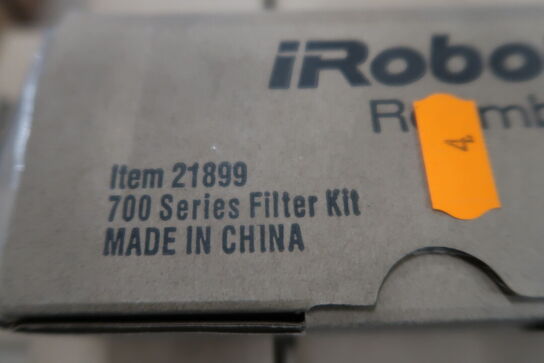 iRobo
Item 21899
700 Series Filter Kit
MADE IN CHINA
4